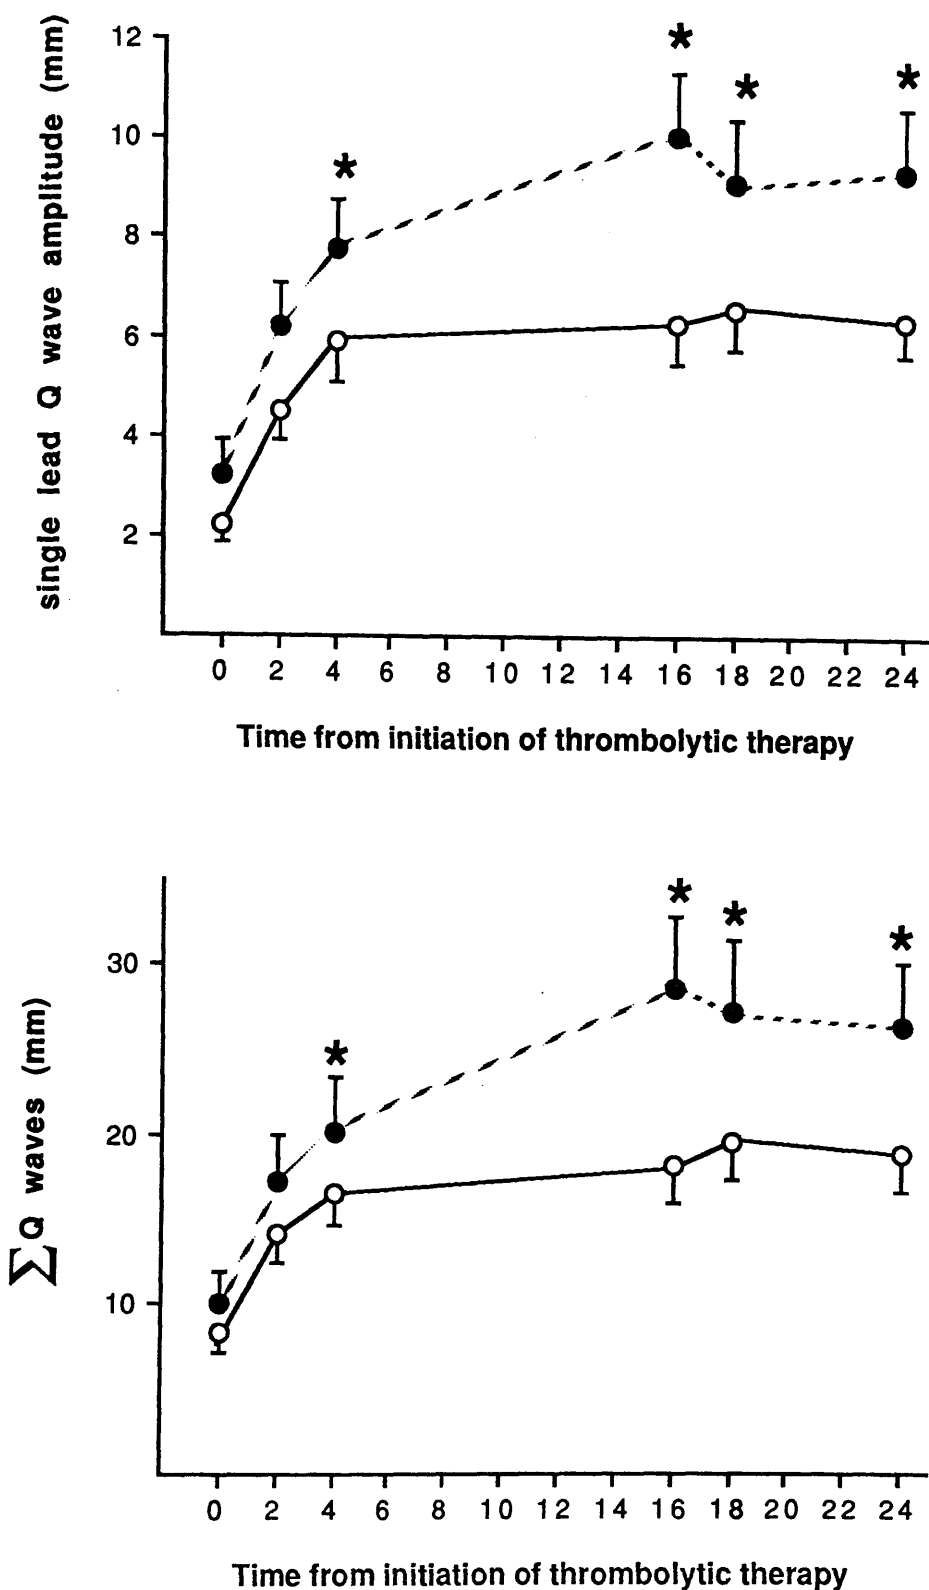 single lead Q wave amplitude (mm)
12
10
8
6
4
2
* * * *
0 2 4 6 8 10 12 14 16 18 20 22 24
Time from initiation of thrombolytic therapy
∑Q waves (mm)
30
20
10
* * * *
0 2 4 6 8 10 12 14 16 18 20 22 24
Time from initiation of thrombolytic therapy